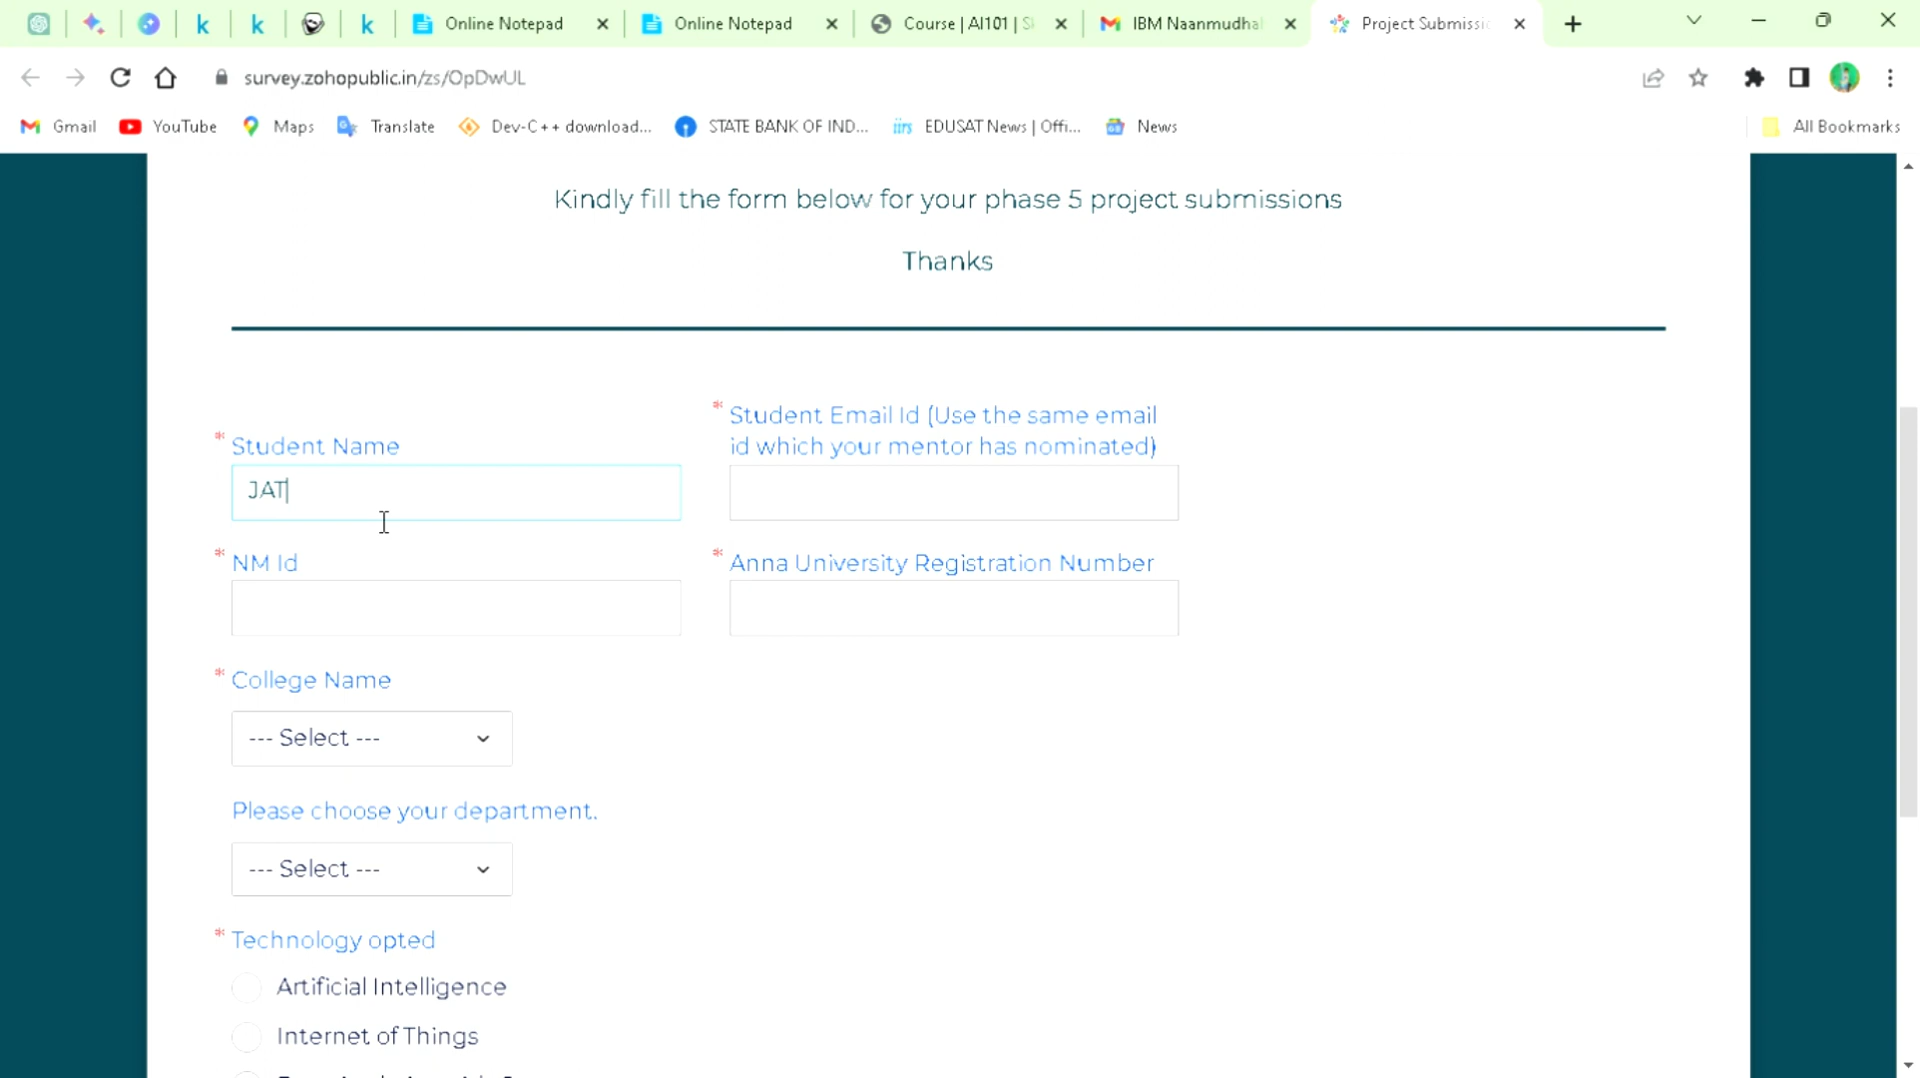 Online Notepad
Online Notepad
Course | AI101 | S
IBM Naanmudhal
Project Submissi
survey.zohopublic.in/zs/OpDwUL
Gmail
YouTube
Maps
Translate
Dev-C++ download...
STATE BANK OF IND...
iirs
EDUSAT News | Offi...
News
All Bookmarks
Kindly fill the form below for your phase 5 project submissions
Thanks
* Student Name
JAT
* Student Email Id (Use the same email
id which your mentor has nominated)
* NM Id
* Anna University Registration Number
* College Name
--- Select ---
Please choose your department.
--- Select ---
* Technology opted
Artificial Intelligence
Internet of Things